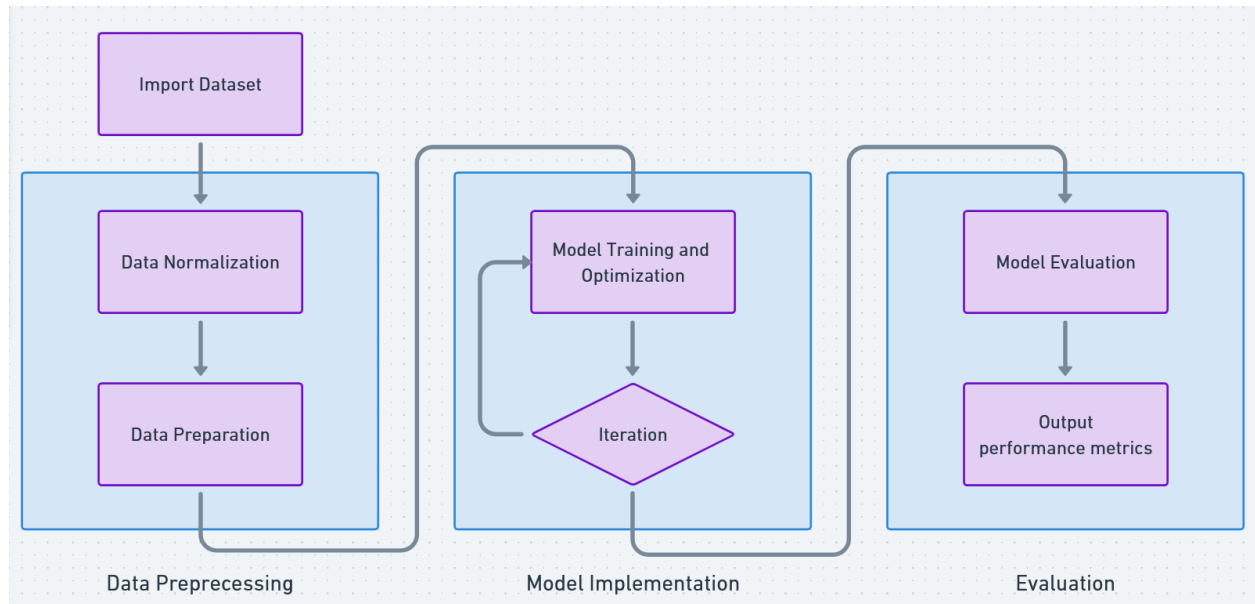 Import Dataset
Data Normalization
Data Preparation
Data Preprecessing
Model Training and
Optimization
Iteration
Model Implementation
Model Evaluation
Output
performance metrics
Evaluation